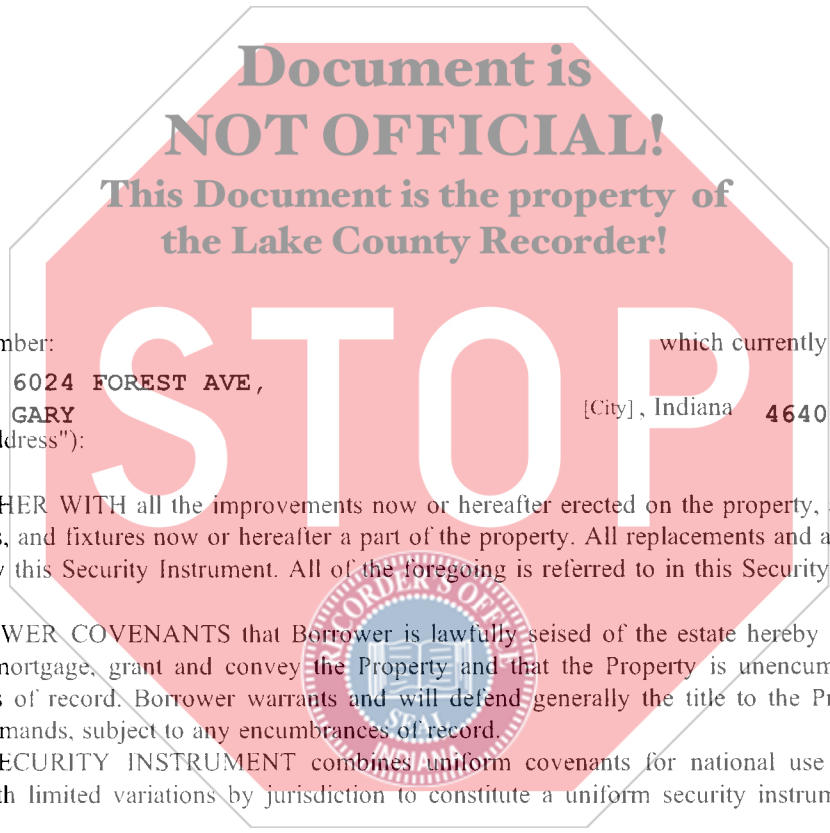 Document is
NOT OFFICIAL!
This Document is the property of
the Lake County Recorder!
STOP
mber: which currently
6024 FOREST AVE,
GARY [City] , Indiana 4640
ddress"):
HER WITH all the improvements now or hereafter erected on the property,
s, and fixtures now or hereafter a part of the property. All replacements and a
y this Security Instrument. All of the foregoing is referred to in this Security
WER COVENANTS that Borrower is lawfully seised of the estate hereby
mortgage, grant and convey the Property and that the Property is unencum
s of record. Borrower warrants and will defend generally the title to the Pr
mands, subject to any encumbrances of record.
ECURITY INSTRUMENT combines uniform covenants for national use
th limited variations by jurisdiction to constitute a uniform security instrum
RECORDER'S OFFICE
SEAL
INDIANA